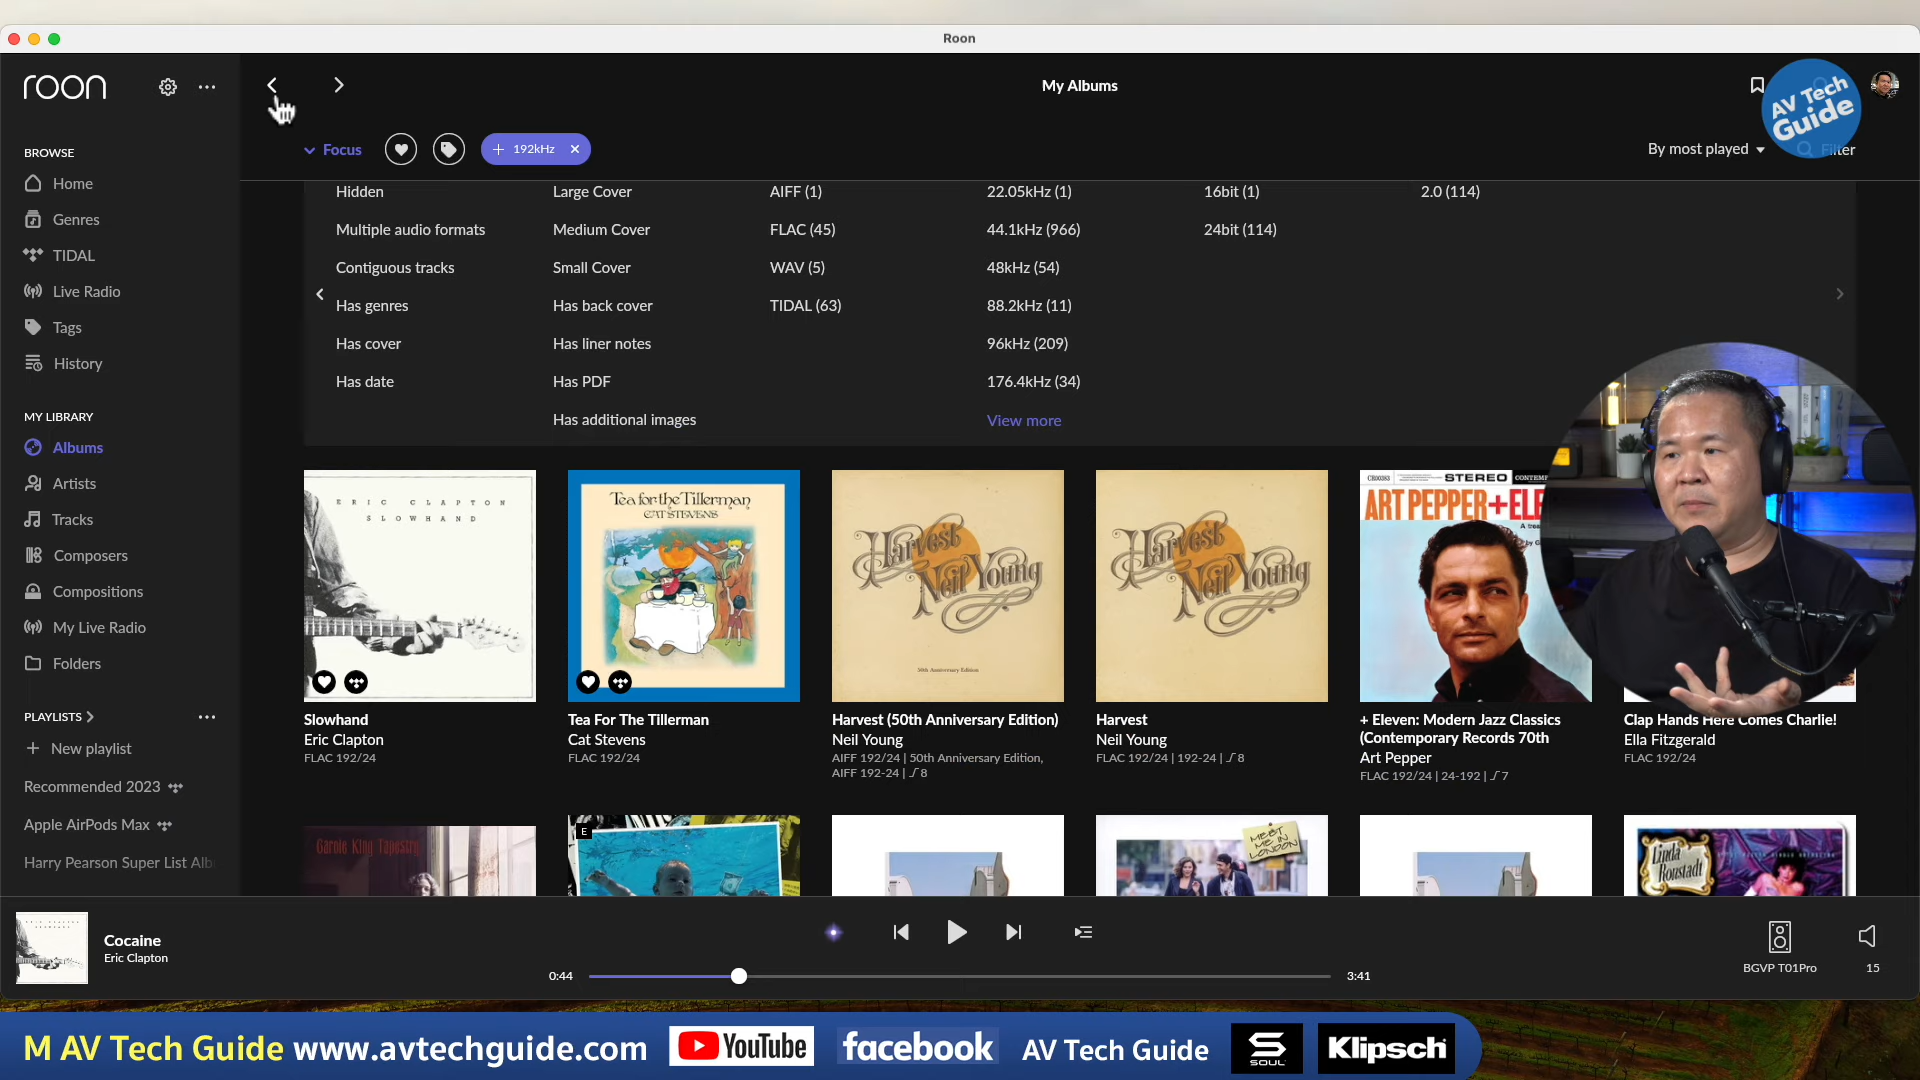 Roon
roon
My Albums
AV Tech
Guide
BROWSE
Home
Genres
TIDAL
Live Radio
Tags
History
MY LIBRARY
Albums
Artists
Tracks
Composers
Compositions
My Live Radio
Folders
PLAYLISTS
New playlist
Recommended 2023
Apple AirPods Max
Harry Pearson Super List Alb
Focus
192kHz
By most played
Filter
Hidden
Multiple audio formats
Contiguous tracks
Has genres
Has cover
Has date
Large Cover
Medium Cover
Small Cover
Has back cover
Has liner notes
Has PDF
Has additional images
AIFF (1)
FLAC (45)
WAV (5)
TIDAL (63)
22.05kHz (1)
44.1kHz (966)
48kHz (54)
88.2kHz (11)
96kHz (209)
176.4kHz (34)
View more
16bit (1)
24bit (114)
2.0 (114)
ERIC CLAPTON
SLOWHAND
Slowhand
Eric Clapton
FLAC 192/24
Tea for the Tillerman
CAT STEVENS
Tea For The Tillerman
Cat Stevens
FLAC 192/24
Harvest
Neil Young
50th Anniversary Edition
Harvest (50th Anniversary Edition)
Neil Young
AIFF 192/24 | 50th Anniversary Edition,
AIFF 192-24 | 8
Harvest
Neil Young
Harvest
Neil Young
FLAC 192/24 | 192-24 | 8
STEREO CONTEMP
ART PEPPER+ELE
+ Eleven: Modern Jazz Classics
(Contemporary Records 70th
Art Pepper
FLAC 192/24 | 24-192 | 7
Clap Hands Here Comes Charlie!
Ella Fitzgerald
FLAC 192/24
Carole King Tapestry
E
MEET
ME IN
LONDON
Linda
Ronstadt
Cocaine
Eric Clapton
0:44
3:41
BGVP T01Pro
15
M AV Tech Guide www.avtechguide.com
YouTube
facebook
AV Tech Guide
SOUL
Klipsch